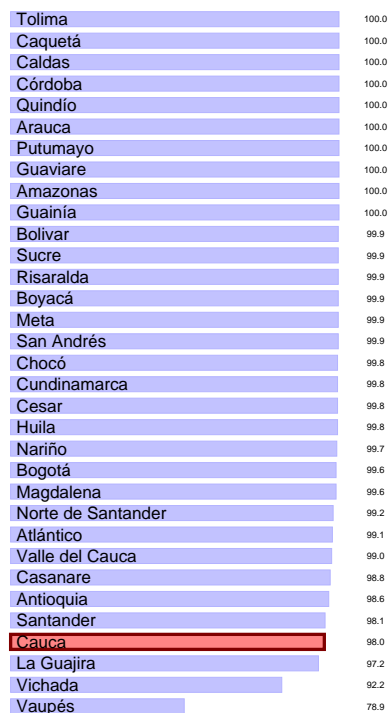 Tolima 100.0
Caquetá 100.0
Caldas 100.0
Córdoba 100.0
Quindío 100.0
Arauca 100.0
Putumayo 100.0
Guaviare 100.0
Amazonas 100.0
Guainía 100.0
Bolivar 99.9
Sucre 99.9
Risaralda 99.9
Boyacá 99.9
Meta 99.9
San Andrés 99.9
Chocó 99.8
Cundinamarca 99.8
Cesar 99.8
Huila 99.8
Nariño 99.7
Bogotá 99.6
Magdalena 99.6
Norte de Santander 99.2
Atlántico 99.1
Valle del Cauca 99.0
Casanare 98.8
Antioquia 98.6
Santander 98.1
Cauca 98.0
La Guajira 97.2
Vichada 92.2
Vaupés 78.9